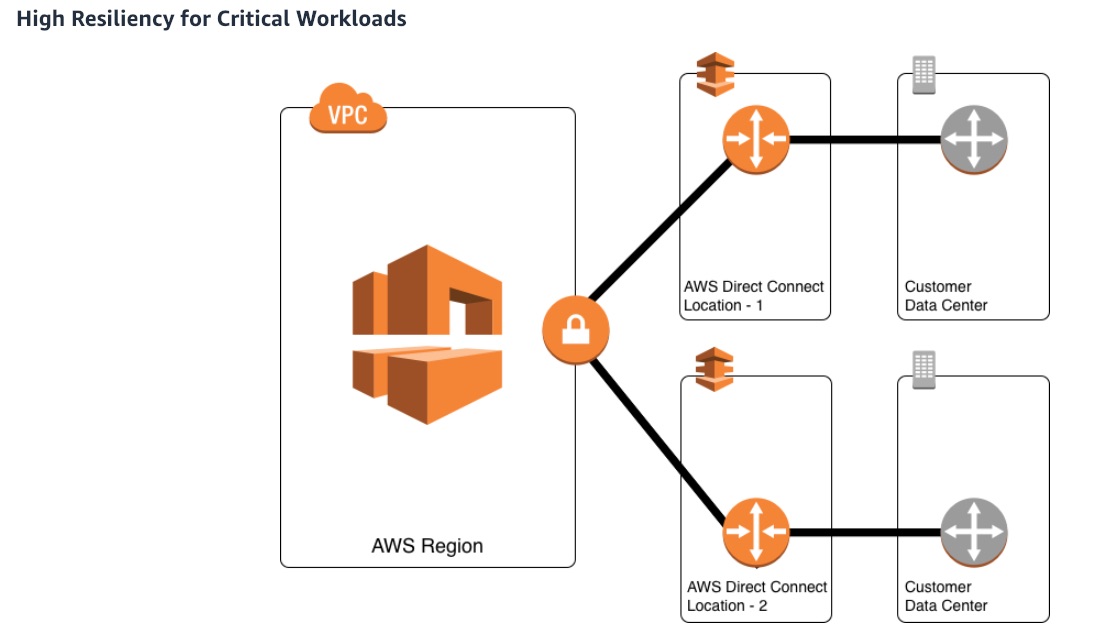 High Resiliency for Critical Workloads
VPC
AWS Direct Connect
Location - 1
Customer
Data Center
AWS Region
AWS Direct Connect
Location - 2
Customer
Data Center